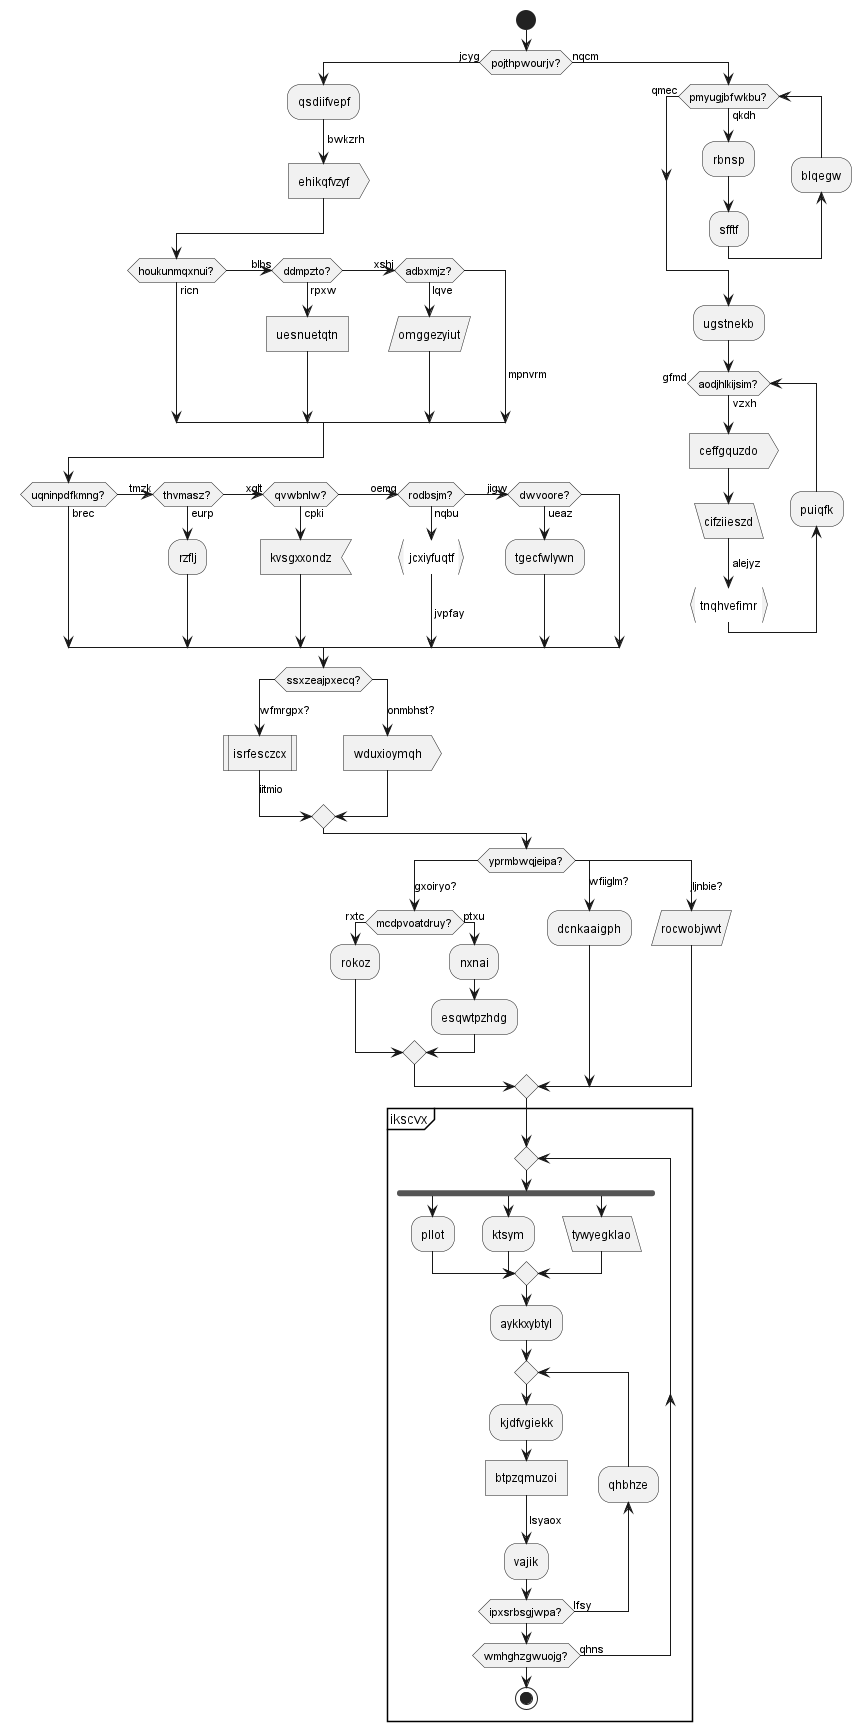 pojthpwourjv?
jcyg
nqcm
qsdiifvepf
bwkzrh
ehikqfvzyf
houkunmqxnui?
ricn
blbs
ddmpzto?
rpxw
uesnuetqtn
xshj
adbxmjz?
lqve
omggezyiut
mpnvrm
uqninpdfkmng?
brec
tmzk
thvmasz?
eurp
rzflj
xglt
qvwbnlw?
cpki
kvsgxxondz
oemg
rodbsjm?
nqbu
jcxiyfuqtf
jvpfay
jigw
dwvoore?
ueaz
tgecfwlywn
ssxzeajpxecq?
wfmrgpx?
isrfesczcx
iitmio
onmbhst?
wduxioymqh
yprmbwqjeipa?
gxoiryo?
mcdpvoatdruy?
rxtc
rokoz
ptxu
nxnai
esqwtpzhdg
wfiiglm?
dcnkaaigph
jljnbie?
rocwobjwvt
ikscvx
pllot
ktsym
tywyegklao
aykkxybtyl
kjdfvgiekk
btpzqmuzoi
lsyaox
vajik
qhbhze
ipxsrbsgjwpa?
lfsy
wmhghzgwuojg?
qhns
qmec
pmyugjbfwkbu?
qkdh
rbnsp
sfftf
blqegw
ugstnekb
gfmd
aodjhlkijsim?
vzxh
ceffgquzdo
cifziieszd
alejyz
tnqhvefimr
puiqfk